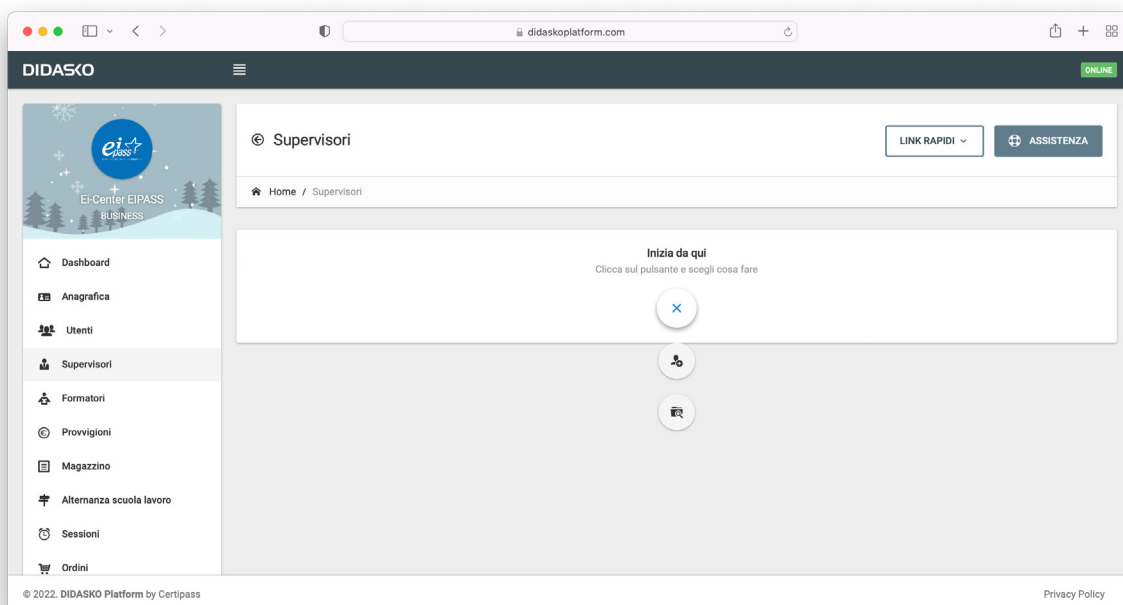 didaskoplatform.com
DIDASKO
ONLINE
eipass
Ei-Center EIPASS
BUSINESS
Supervisori
LINK RAPIDI
ASSISTENZA
Home / Supervisori
Inizia da qui
Clicca sul pulsante e scegli cosa fare
Dashboard
Anagrafica
Utenti
Supervisori
Formatori
Provvigioni
Magazzino
Alternanza scuola lavoro
Sessioni
Ordini
© 2022. DIDASKO Platform by Certipass
Privacy Policy